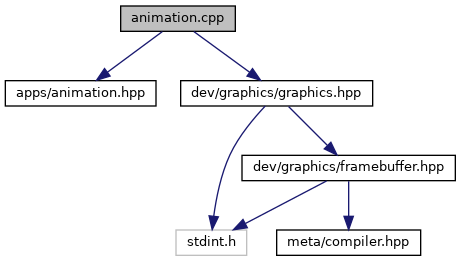 animation.cpp
apps/animation.hpp
dev/graphics/graphics.hpp
dev/graphics/framebuffer.hpp
stdint.h
meta/compiler.hpp